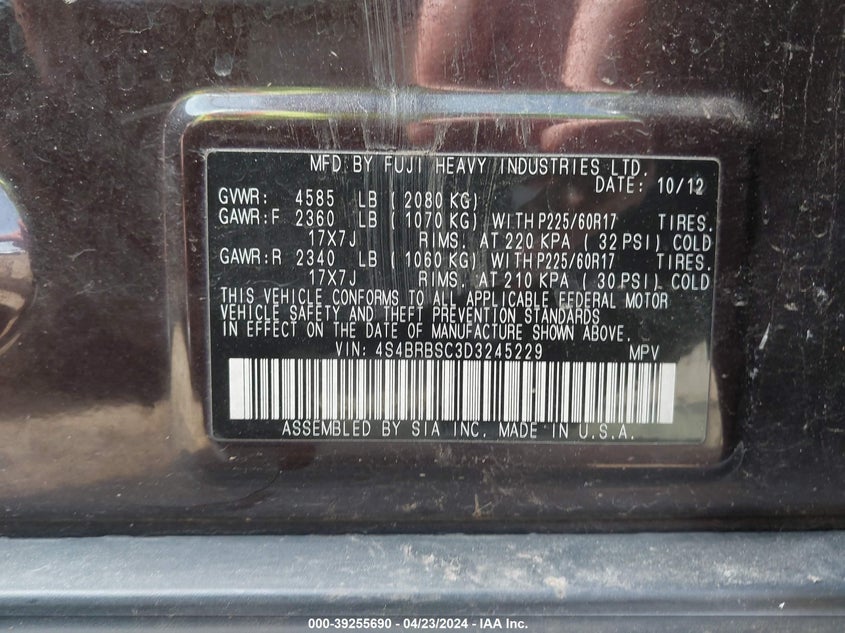 MFD.BY FUJI HEAVY INDUSTRIES LTD.
DATE: 10/12
GVWR: 4585 LB ( 2080 KG)
GAWR:F 2360 LB ( 1070 KG) WITH P225/60R17 TIRES.
17X7J RIMS. AT 220 KPA ( 32 PSI) COLD
GAWR:R 2340 LB ( 1060 KG) WITH P225/60R17 TIRES.
17X7J RIMS. AT 210 KPA ( 30 PSI) COLD
THIS VEHICLE CONFORMS TO ALL APPLICABLE FEDERAL MOTOR
VEHICLE SAFETY AND THEFT PREVENTION STANDARDS
IN EFFECT ON THE DATE OF MANUFACTURE SHOWN ABOVE.
VIN: 4S4BRBSC3D3245229 MPV
ASSEMBLED BY SIA INC. MADE IN U.S.A.
000-39255690 - 04/23/2024 - IAA Inc.